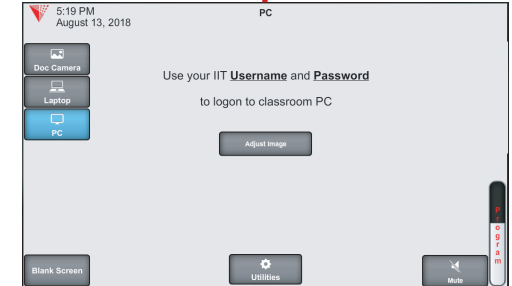 5:19 PM
August 13, 2018
PC
Doc Camera
Laptop
PC
Use your IIT Username and Password
to logon to classroom PC
Adjust Image
Program
Blank Screen
Utilities
Mute